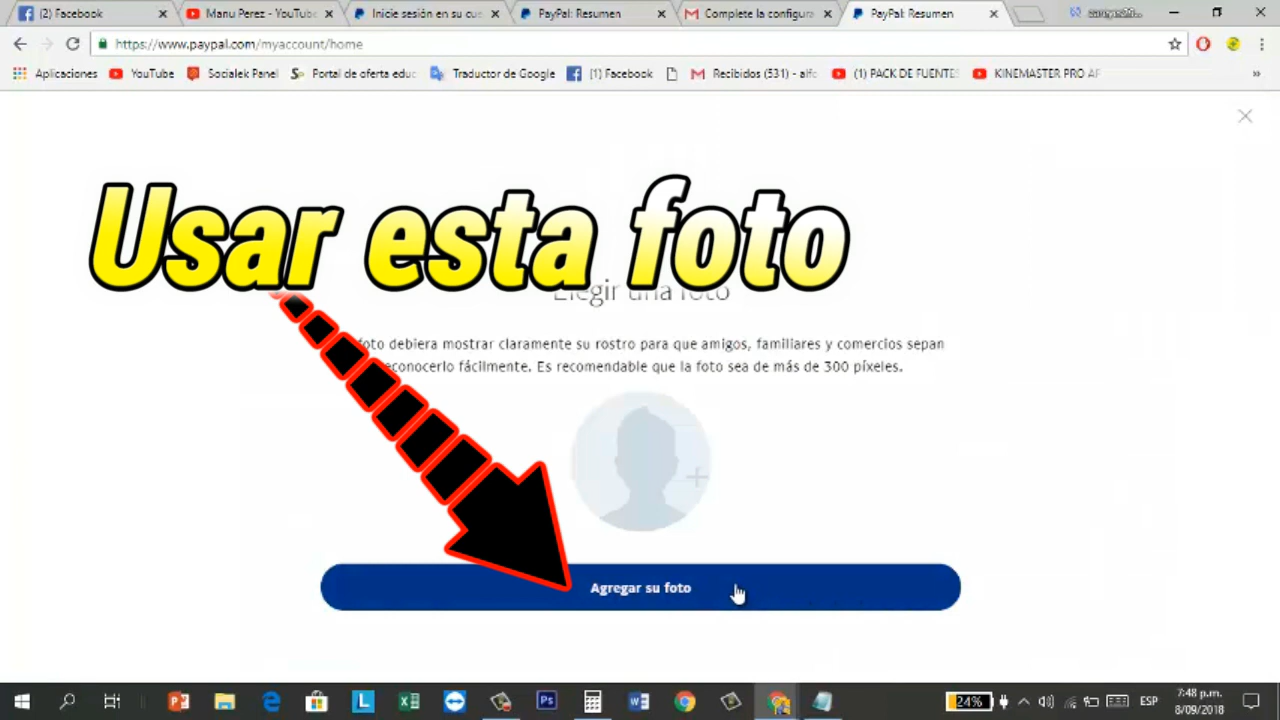 (2) Facebook
Manu Perez - YouTube
Inicie sesión en su cue
PayPal: Resumen
Complete la configura
PayPal: Resumen
https://www.paypal.com/myaccount/home
Aplicaciones
YouTube
Socialek Panel
Portal de oferta educ
Traductor de Google
(1) Facebook
Recibidos (531) - alfo
(1) PACK DE FUENTES
KINEMASTER PRO AP
Usar esta foto
Elegir una foto
foto debiera mostrar claramente su rostro para que amigos, familiares y comercios sepan
econocerlo fácilmente. Es recomendable que la foto sea de más de 300 píxeles.
Agregar su foto
24%
ESP
7:48 p.m.
8/09/2018